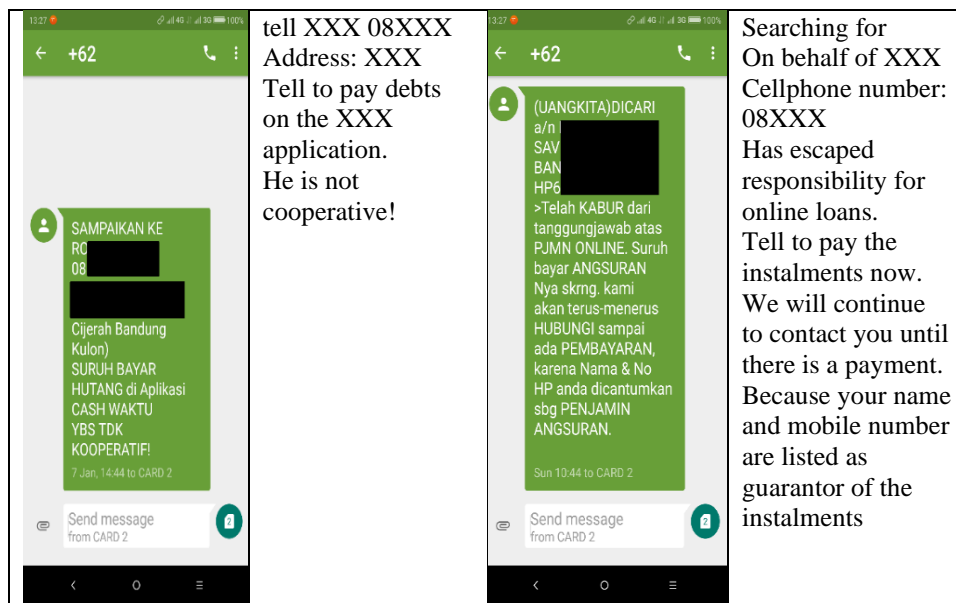 13:27
4G 3G 100%
+62
SAMPAIKAN KE
RO
08
Cijerah Bandung
Kulon)
SURUH BAYAR
HUTANG di Aplikasi
CASH WAKTU
YBS TDK
KOOPERATIF!
7 Jan, 14:44 to CARD 2
Send message
from CARD 2
2
tell XXX 08XXX
Address: XXX
Tell to pay debts
on the XXX
application.
He is not
cooperative!
13:27
4G 3G 100%
+62
(UANGKITA)DICARI
a/n
SAV
BAN
HP6
>Telah KABUR dari
tanggungjawab atas
PJMN ONLINE. Suruh
bayar ANGSURAN
Nya skrng. kami
akan terus-menerus
HUBUNGI sampai
ada PEMBAYARAN,
karena Nama & No
HP anda dicantumkan
sbg PENJAMIN
ANGSURAN.
Sun 10:44 to CARD 2
Send message
from CARD 2
2
Searching for
On behalf of XXX
Cellphone number:
08XXX
Has escaped
responsibility for
online loans.
Tell to pay the
instalments now.
We will continue
to contact you until
there is a payment.
Because your name
and mobile number
are listed as
guarantor of the
instalments